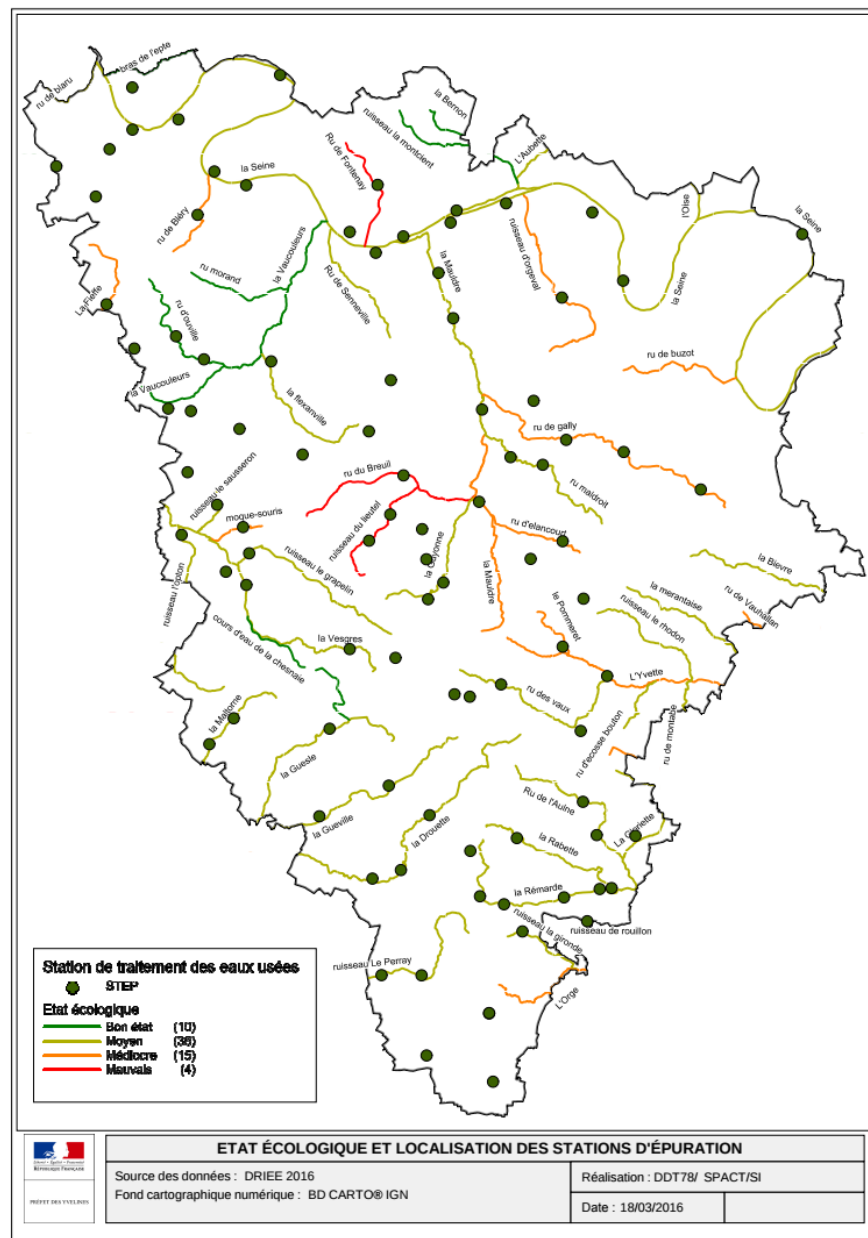 ru de blaru
bras de l'epte
la Bernon
ruisseau la montcient
L'Aubette
Ru de Fontenay
la Seine
ru de Bléry
l'Oise
la Seine
ruisseau d'orgeval
la Seine
la Vaucouleurs
ru morand
la Mauldre
Ru de Senneville
La Flette
ru d'ouville
ru de buzot
la Vaucouleurs
la flexanville
ru de gally
ruisseau le sausseron
ru du Breuil
ru maldroit
moque-souris
ruisseau du lieutel
ru d'elancourt
la Guyonne
ruisseau l'opton
ruisseau le grapelin
la Mauldre
la Bievre
la merantaise
ru de Vauhallan
ruisseau le rhodon
le Pommeret
cours d'eau de la chesnaie
la Vesgres
L'Yvette
ru des vaux
la Maltorne
ru d'ecosse bouton
ru de montabe
la Guesle
Ru de l'Aulne
la Gueville
la Drouette
la Rabette
La Gloriette
la Rémarde
ruisseau la gironde
ruisseau de rouillon
ruisseau Le Perray
L'Orge
Station de traitement des eaux usées
STEP
Etat écologique
Bon état (10)
Moyen (36)
Médiocre (15)
Mauvais (4)
Liberté • Égalité • Fraternité
RÉPUBLIQUE FRANÇAISE
PRÉFET DES YVELINES
ETAT ÉCOLOGIQUE ET LOCALISATION DES STATIONS D'ÉPURATION
Source des données : DRIEE 2016
Fond cartographique numérique : BD CARTO® IGN
Réalisation : DDT78/ SPACT/SI
Date : 18/03/2016